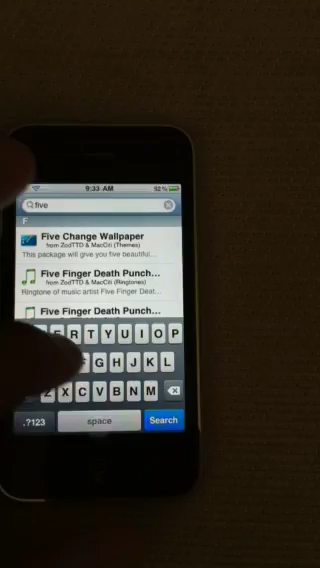 9:33 AM
92%
five
F
Five Change Wallpaper
from ZodTTD & MacCiti (Themes)
This package will give you five beautiful...
Five Finger Death Punch...
from ZodTTD & MacCiti (Ringtones)
Ringtone of music artist Five Finger Deat...
Five Finger Death Punch...
E R T Y U I O P
G H J K L
Z X C V B N M
.?123
space
Search